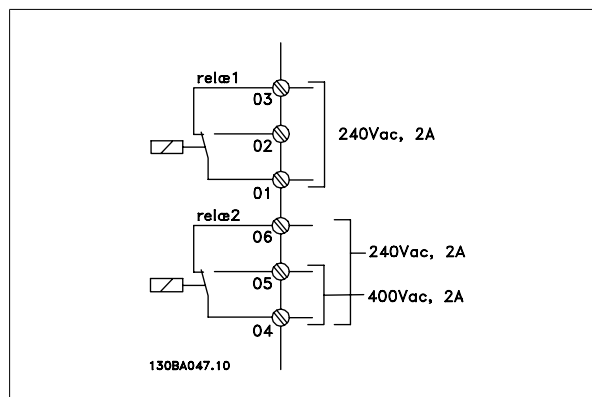 relæ1
03
02
240Vac, 2A
01
relæ2
06
240Vac, 2A
05
400Vac, 2A
04
130BA047.10